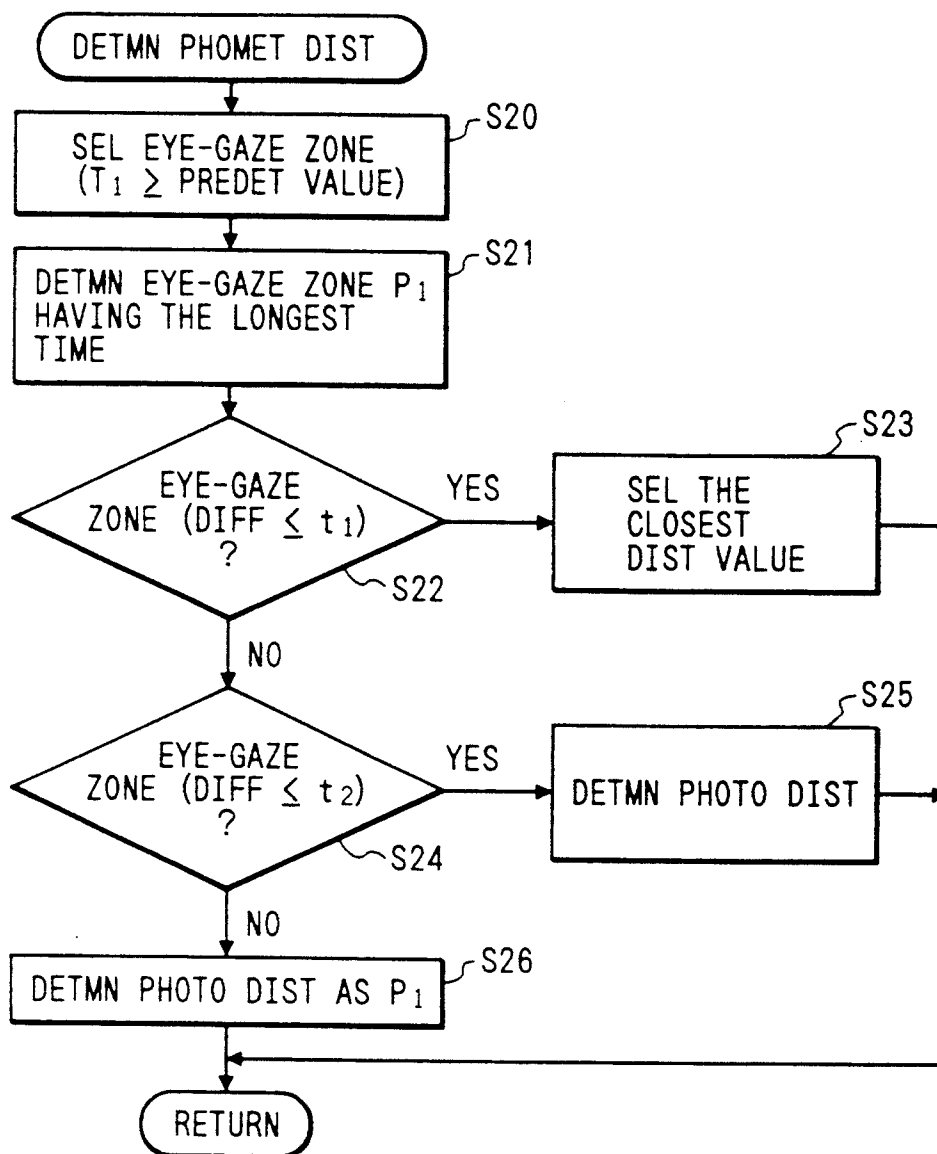 DETMN PHOMET DIST
S20
SEL EYE-GAZE ZONE
(T1 ≥ PREDET VALUE)
S21
DETMN EYE-GAZE ZONE P1
HAVING THE LONGEST
TIME
EYE-GAZE
ZONE (DIFF ≤ t1)
?
S22
YES
S23
SEL THE
CLOSEST
DIST VALUE
NO
EYE-GAZE
ZONE (DIFF ≤ t2)
?
S24
YES
S25
DETMN PHOTO DIST
NO
S26
DETMN PHOTO DIST AS P1
RETURN